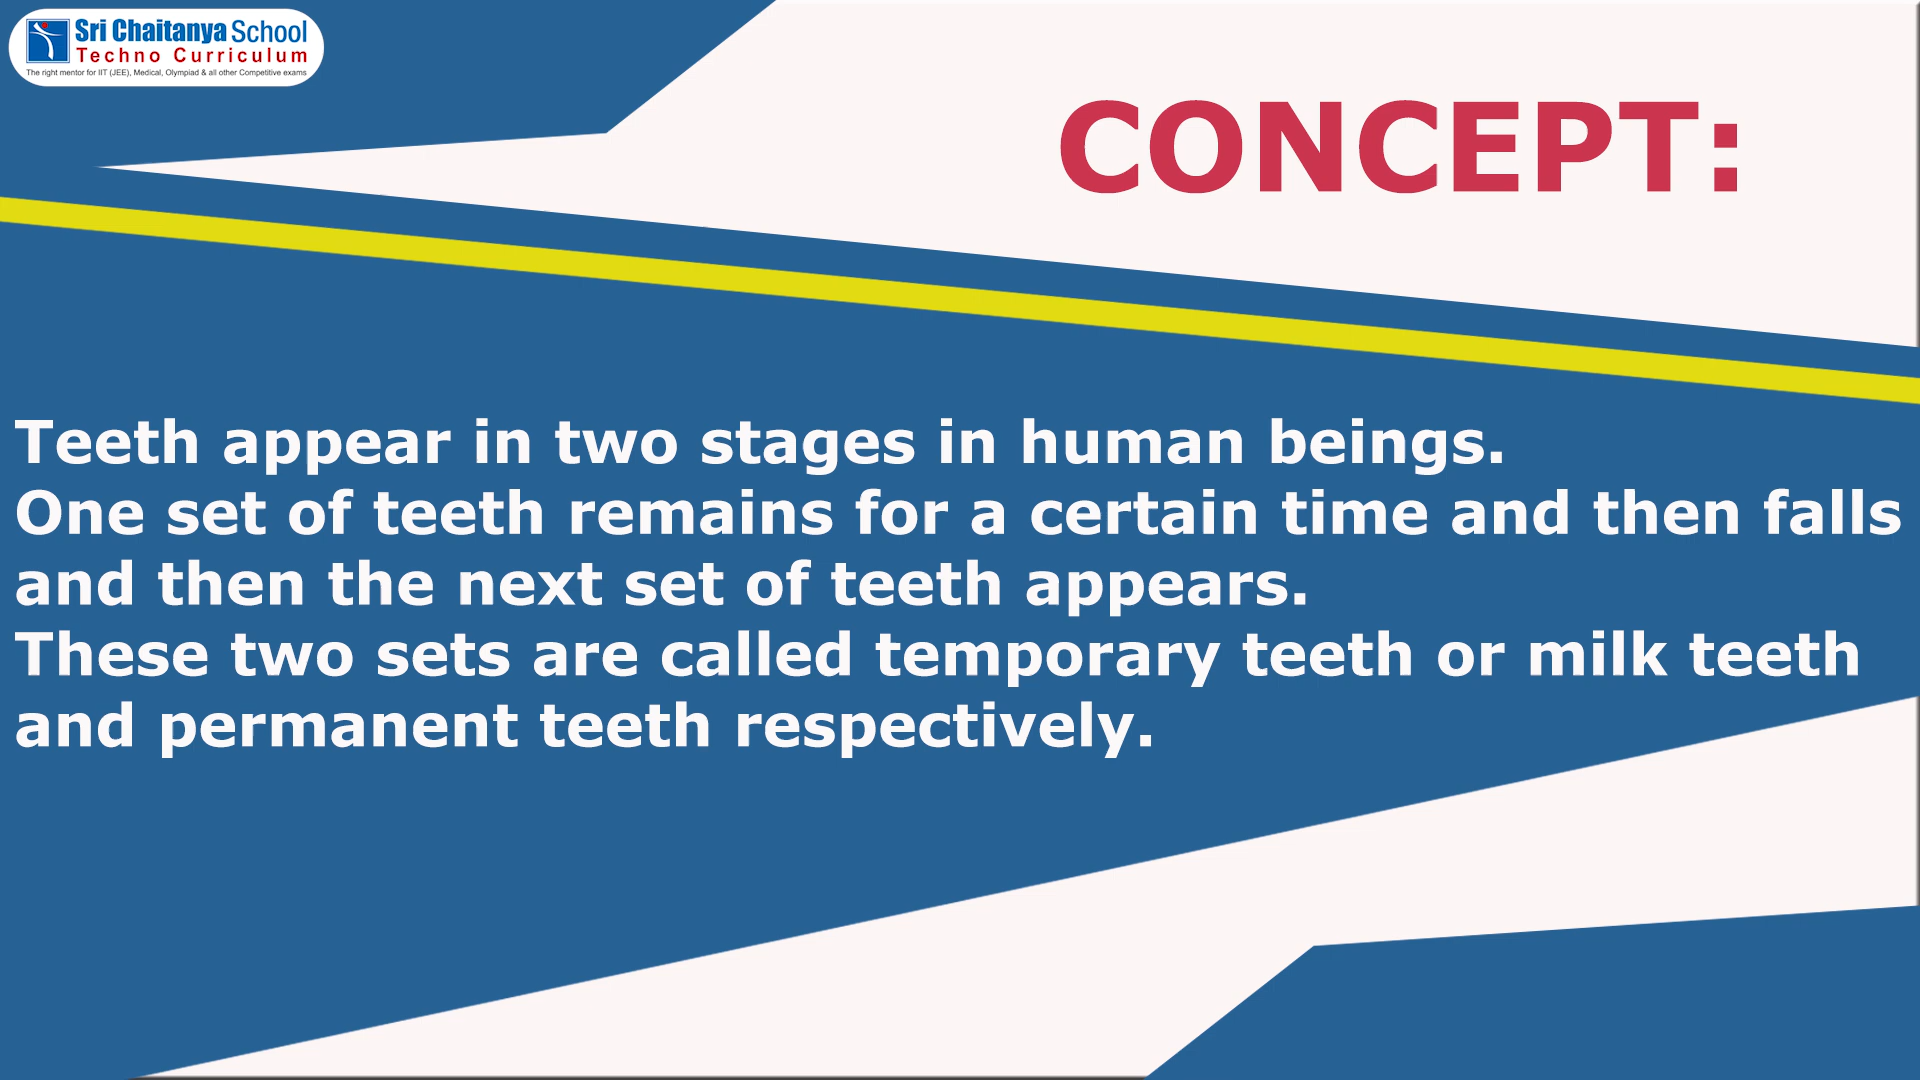 Sri Chaitanya School
Techno Curriculum
The right mentor for IIT (JEE), Medical, Olympiad & all other Competitive exams
CONCEPT:
Teeth appear in two stages in human beings.
One set of teeth remains for a certain time and then falls
and then the next set of teeth appears.
These two sets are called temporary teeth or milk teeth
and permanent teeth respectively.